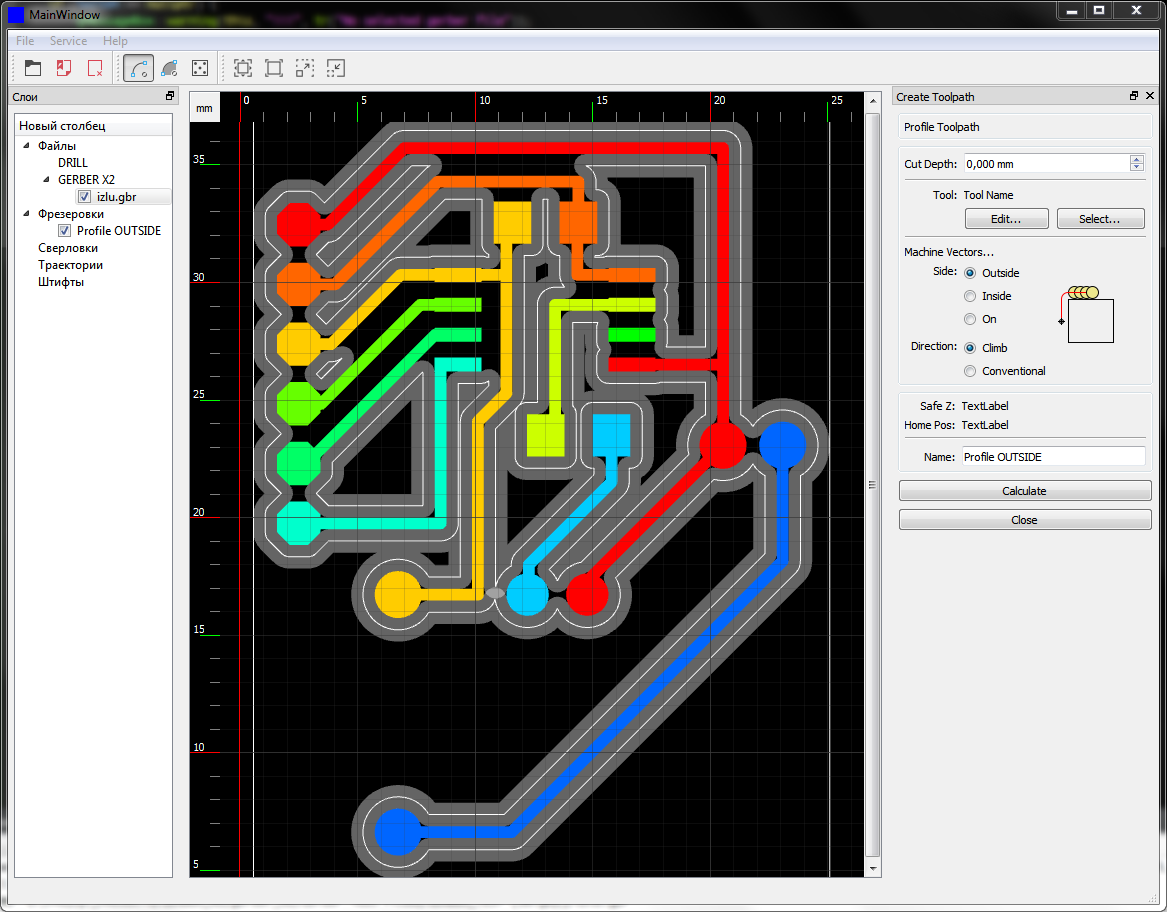 MainWindow
File Service Help
Слои
Новый столбец
Файлы
DRILL
GERBER X2
izlu.gbr
Фрезеровки
Profile OUTSIDE
Сверловки
Траектории
Штифты
mm
0 5 10 15 20 25
35
30
25
20
15
10
5
Create Toolpath
Profile Toolpath
Cut Depth: 0,000 mm
Tool: Tool Name
Edit... Select...
Machine Vectors...
Side: Outside
Inside
On
Direction: Climb
Conventional
Safe Z: TextLabel
Home Pos: TextLabel
Name: Profile OUTSIDE
Calculate
Close